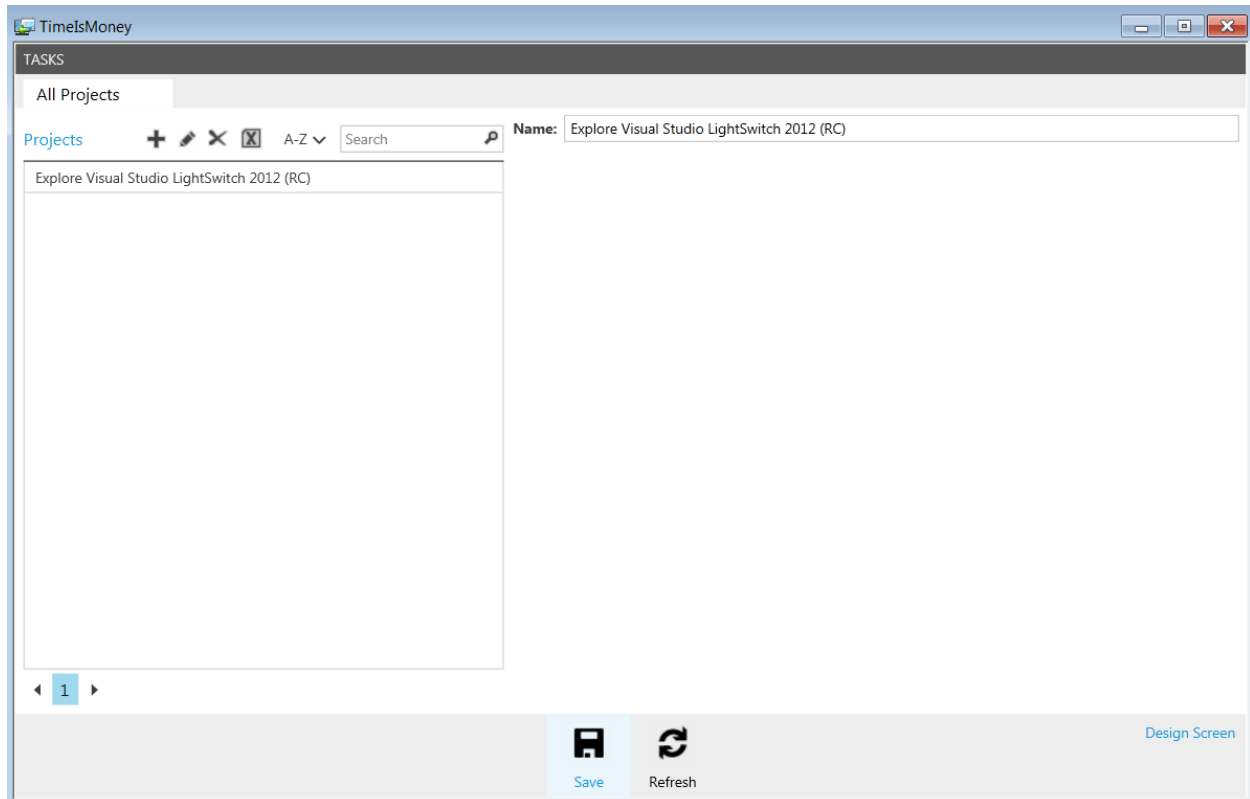 TimeIsMoney
TASKS
All Projects
Projects
A-Z
Search
Name: Explore Visual Studio LightSwitch 2012 (RC)
Explore Visual Studio LightSwitch 2012 (RC)
1
Design Screen
Save
Refresh